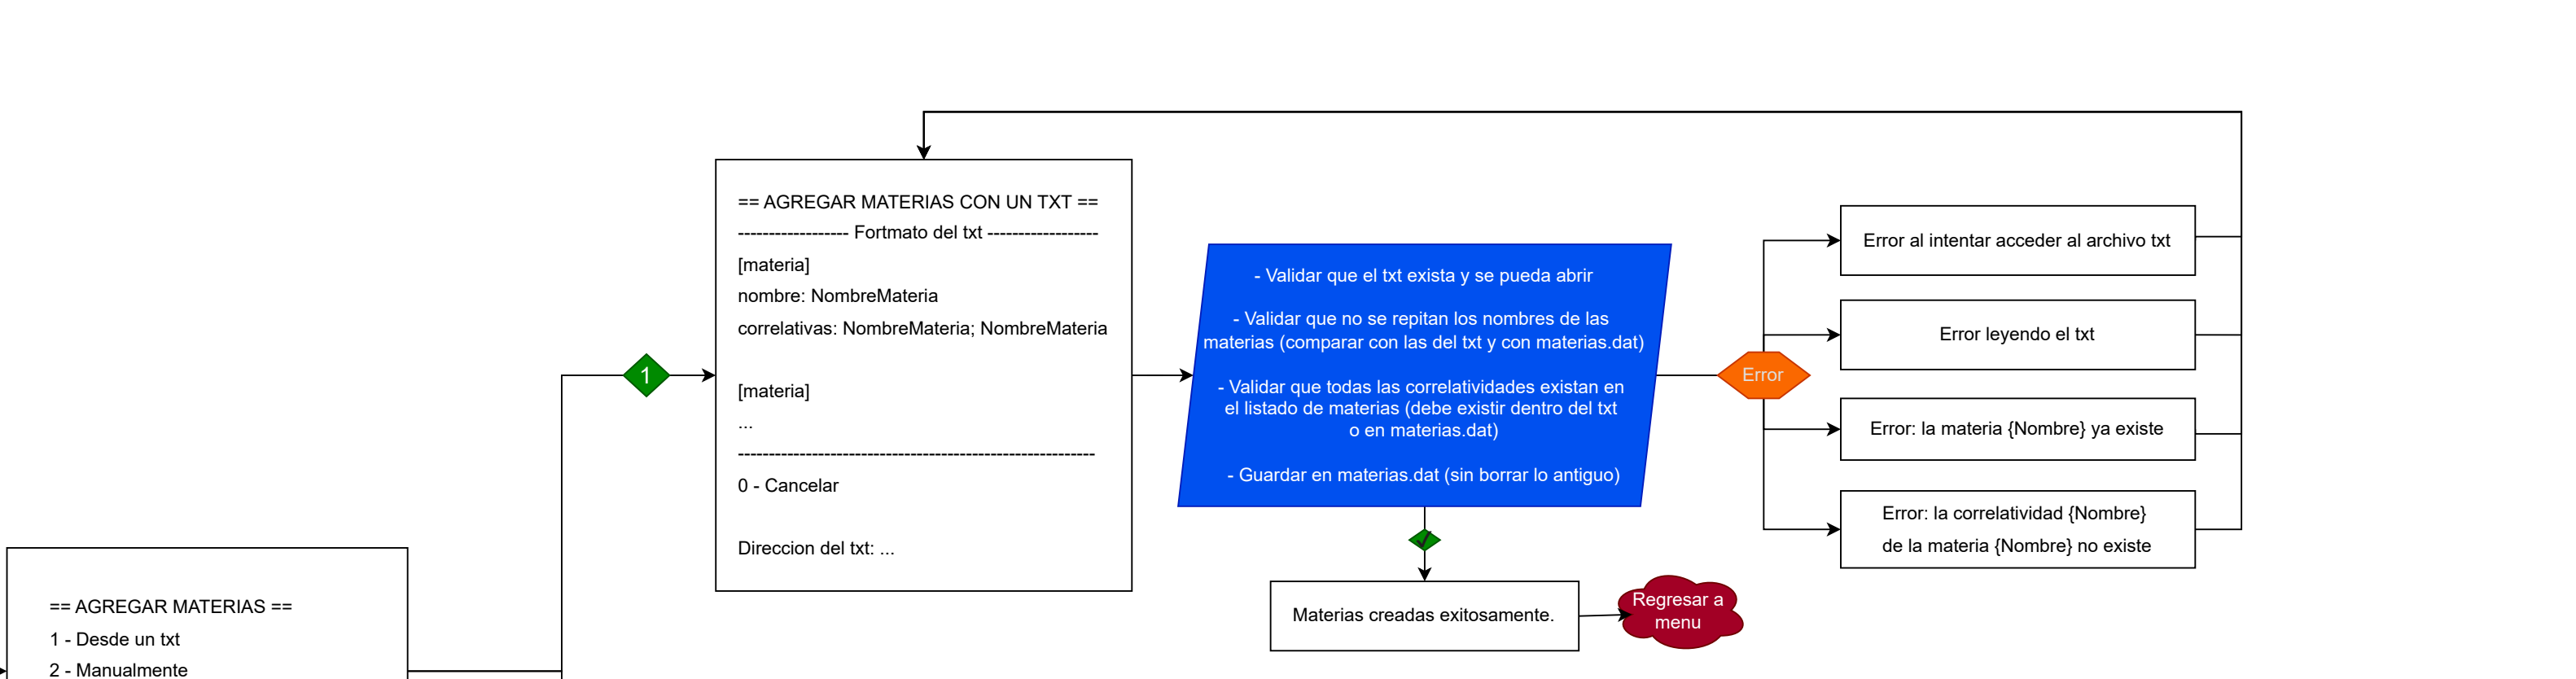 == AGREGAR MATERIAS CON UN TXT ==
------------------ Fortmato del txt ------------------
[materia]
nombre: NombreMateria
correlativas: NombreMateria; NombreMateria
[materia]
...
----------------------------------------------------------
0 - Cancelar
Direccion del txt: ...
1
== AGREGAR MATERIAS ==
1 - Desde un txt
2 - Manualmente
- Validar que el txt exista y se pueda abrir
- Validar que no se repitan los nombres de las
materias (comparar con las del txt y con materias.dat)
- Validar que todas las correlatividades existan en
el listado de materias (debe existir dentro del txt
o en materias.dat)
- Guardar en materias.dat (sin borrar lo antiguo)
✓
Materias creadas exitosamente.
Regresar a
menu
Error
Error al intentar acceder al archivo txt
Error leyendo el txt
Error: la materia {Nombre} ya existe
Error: la correlatividad {Nombre}
de la materia {Nombre} no existe